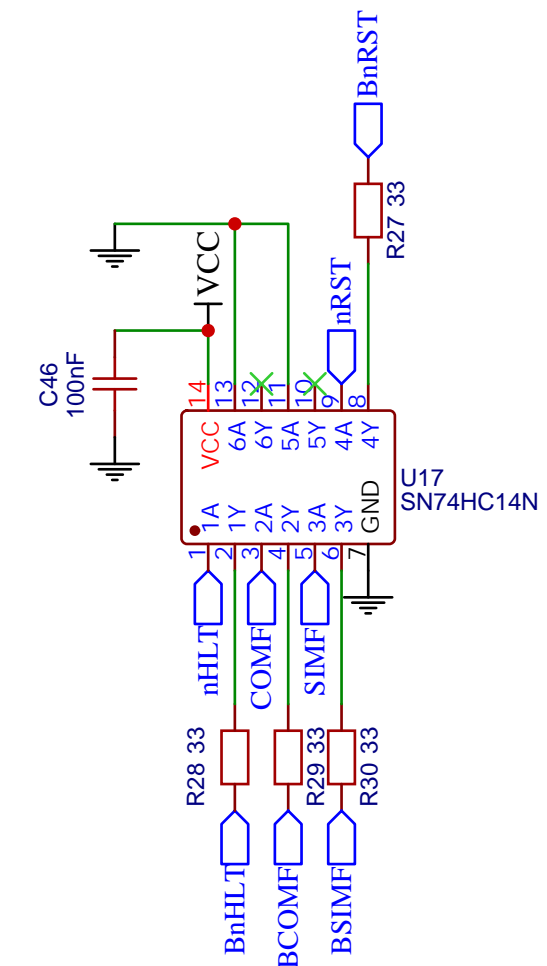 BnRST
R27 33
VCC
nRST
C46
100nF
14
13
12
11
10
9
8
VCC
6A
6Y
5A
5Y
4A
4Y
U17
SN74HC14N
1A
1Y
2A
2Y
3A
3Y
GND
1
2
3
4
5
6
7
nHLT
COMF
SIMF
R28 33
R29 33
R30 33
BnHLT
BCOMF
BSIMF